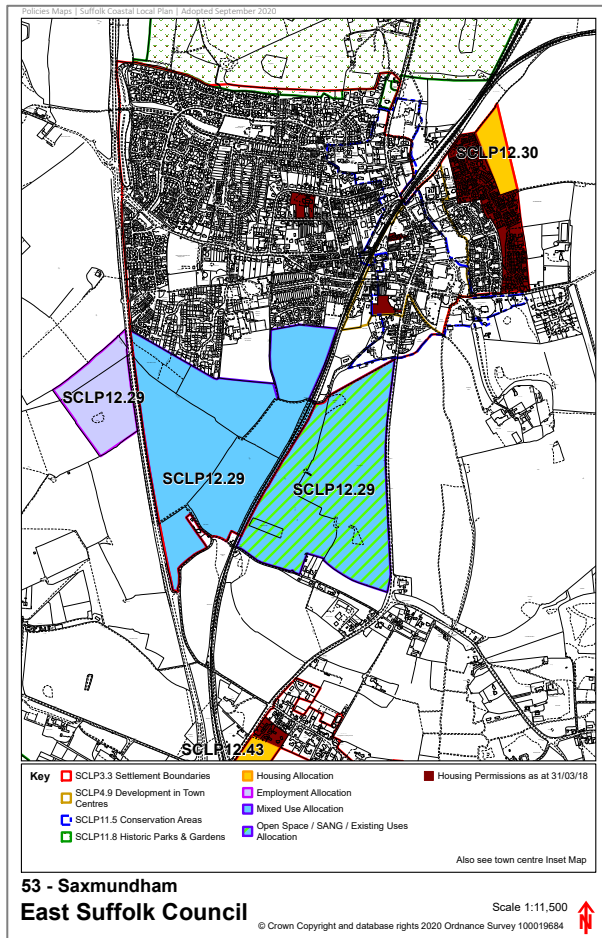 Policies Maps | Suffolk Coastal Local Plan | Adopted September 2020
SCLP12.30
SCLP12.29
SCLP12.29
SCLP12.29
SCLP12.43
Key
SCLP3.3 Settlement Boundaries
SCLP4.9 Development in Town
Centres
SCLP11.5 Conservation Areas
SCLP11.8 Historic Parks & Gardens
Housing Allocation
Employment Allocation
Mixed Use Allocation
Open Space / SANG / Existing Uses
Allocation
Housing Permissions as at 31/03/18
Also see town centre Inset Map
53 - Saxmundham
East Suffolk Council
Scale 1:11,500
© Crown Copyright and database rights 2020 Ordnance Survey 100019684
N